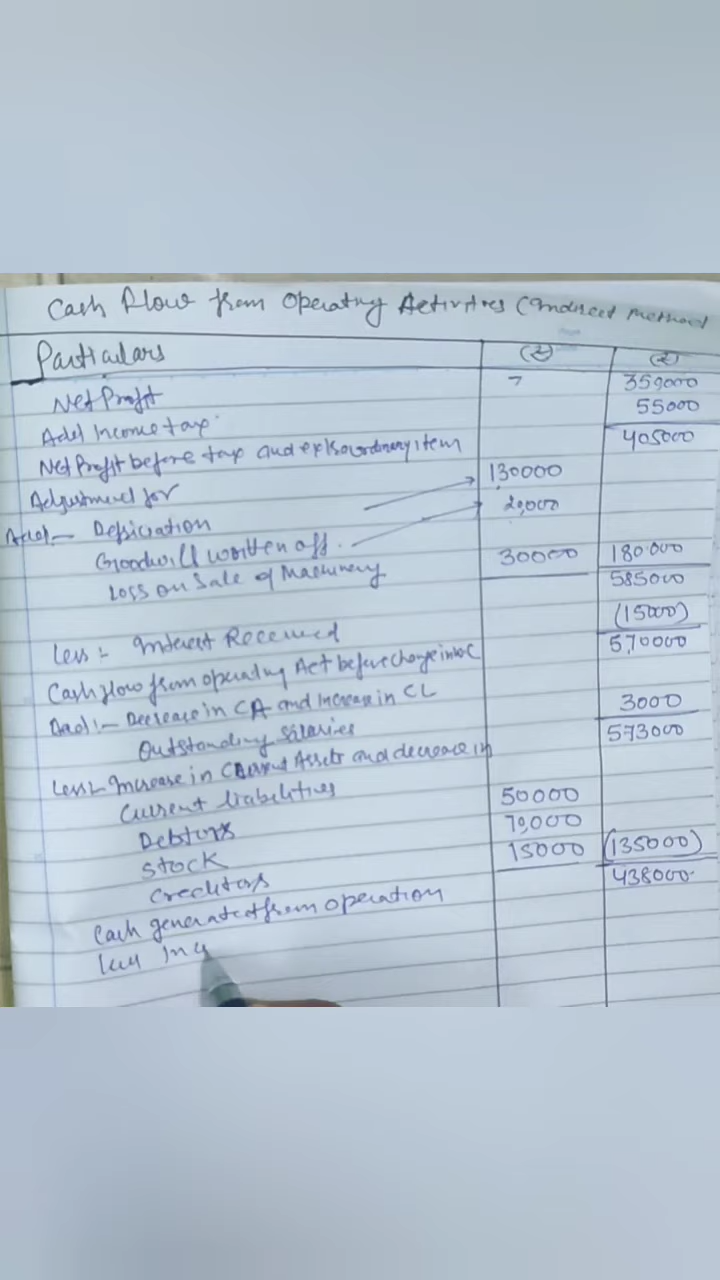 Cash flow from Operating Activities (Indirect Method
Particulars (₹) (₹)
Net Profit 350000
Add Income tax 55000
Net Profit before tax and extraordinary item 405000
Adjustment for
Add - Depriciation 130000
Goodwill written off. 20,000
Loss on Sale of Machinery 30000 180000
585000
Less :- Interest Received (15000)
Cash flow from operating Act before change in WC 570000
Add :- Decrease in CA and Increase in CL
Outstanding Salaries 3000
573000
Less :- Increase in Current Assets and decrease in
Current liabilities
Debtors 50000
Stock 70000
Creditors 15000 (135000)
Cash generated from operation 438000